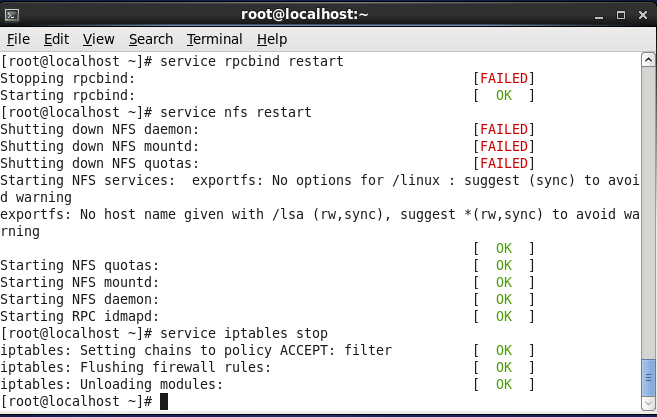 root@localhost:~
File Edit View Search Terminal Help
[root@localhost ~]# service rpcbind restart
Stopping rpcbind: [FAILED]
Starting rpcbind: [ OK ]
[root@localhost ~]# service nfs restart
Shutting down NFS daemon: [FAILED]
Shutting down NFS mountd: [FAILED]
Shutting down NFS quotas: [FAILED]
Starting NFS services:  exportfs: No options for /linux : suggest (sync) to avoi
d warning
exportfs: No host name given with /lsa (rw,sync), suggest *(rw,sync) to avoid wa
rning
[ OK ]
Starting NFS quotas: [ OK ]
Starting NFS mountd: [ OK ]
Starting NFS daemon: [ OK ]
Starting RPC idmapd: [ OK ]
[root@localhost ~]# service iptables stop
iptables: Setting chains to policy ACCEPT: filter [ OK ]
iptables: Flushing firewall rules: [ OK ]
iptables: Unloading modules: [ OK ]
[root@localhost ~]#